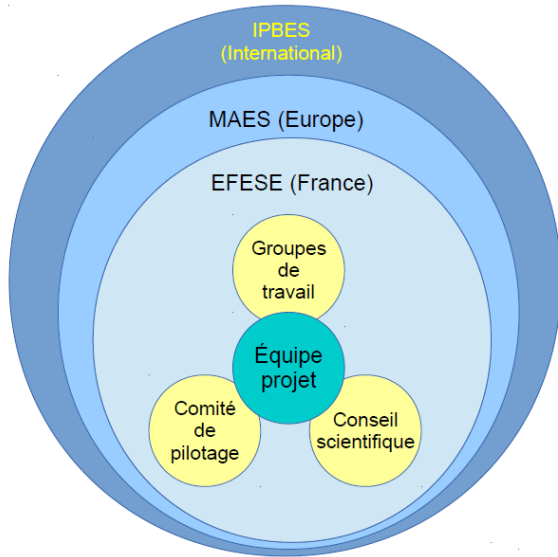 IPBES
(International)
MAES (Europe)
EFESE (France)
Groupes
de
travail
Équipe
projet
Comité
de
pilotage
Conseil
scientifique